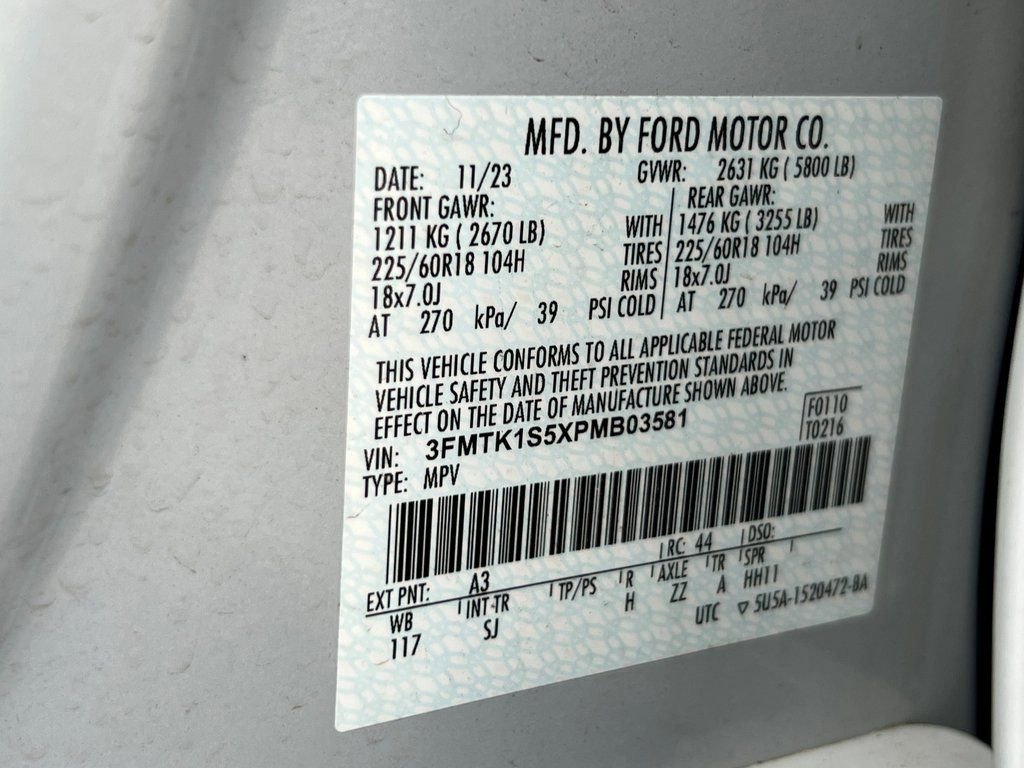 MFD. BY FORD MOTOR CO.
DATE: 11/23 GVWR: 2631 KG ( 5800 LB)
FRONT GAWR: REAR GAWR:
1211 KG ( 2670 LB) WITH 1476 KG ( 3255 LB) WITH
225/60R18 104H TIRES 225/60R18 104H TIRES
18x7.0J RIMS 18x7.0J RIMS
AT 270 kPa/ 39 PSI COLD AT 270 kPa/ 39 PSI COLD
THIS VEHICLE CONFORMS TO ALL APPLICABLE FEDERAL MOTOR
VEHICLE SAFETY AND THEFT PREVENTION STANDARDS IN
EFFECT ON THE DATE OF MANUFACTURE SHOWN ABOVE.
VIN: 3FMTK1S5XPMB03581 F0110
TYPE: MPV T0216
EXT PNT: A3 RC: 44 DSO:
WB INT TR TP/PS R AXLE TR SPR
117 SJ H ZZ A HH11
UTC ▽ 5U5A-1520472-BA